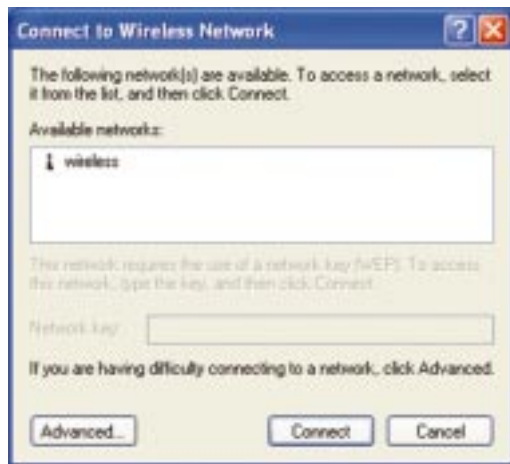 Connect to Wireless Network
The following network(s) are available. To access a network, select
it from the list, and then click Connect.
Available networks:
wireless
This network requires the use of a network key (WEP). To access
this network, type the key, and then click Connect.
Network key:
If you are having difficulty connecting to a network, click Advanced.
Advanced...
Connect
Cancel